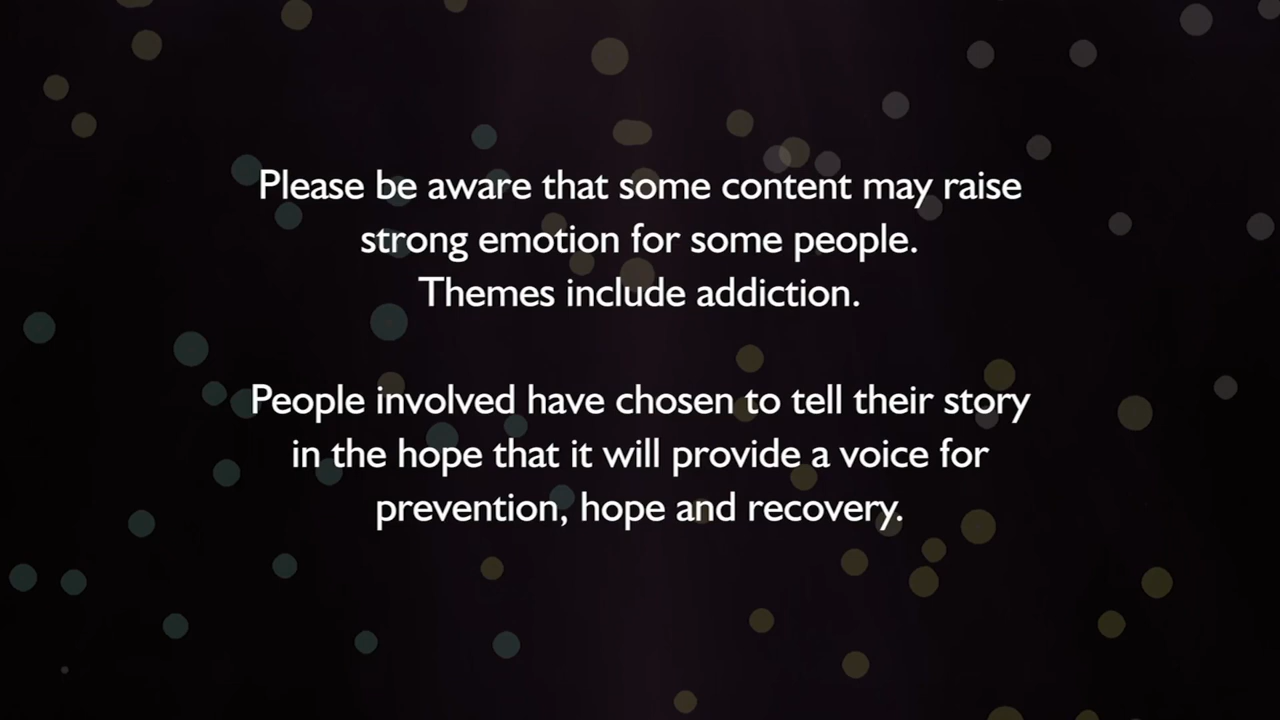 Please be aware that some content may raise
strong emotion for some people.
Themes include addiction.
People involved have chosen to tell their story
in the hope that it will provide a voice for
prevention, hope and recovery.